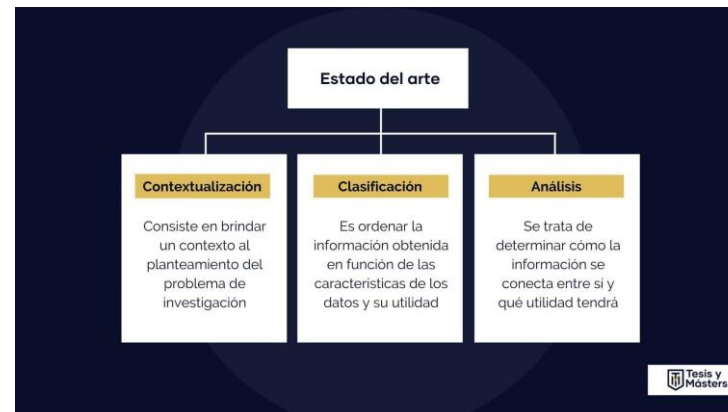 Estado del arte
Contextualización
Consiste en brindar
un contexto al
planteamiento del
problema de
investigación
Clasificación
Es ordenar la
información obtenida
en función de las
características de los
datos y su utilidad
Análisis
Se trata de
determinar cómo la
información se
conecta entre sí y
qué utilidad tendrá
Tesis y
Másters